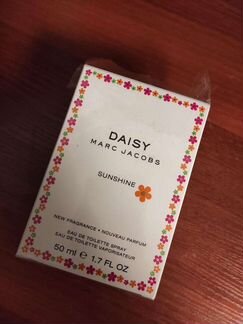 DAISY
MARC JACOBS
SUNSHINE
NEW FRAGRANCE • NOUVEAU PARFUM
EAU DE TOILETTE SPRAY
EAU DE TOILETTE VAPORISATEUR
50 ml ℮ 1.7 FL OZ